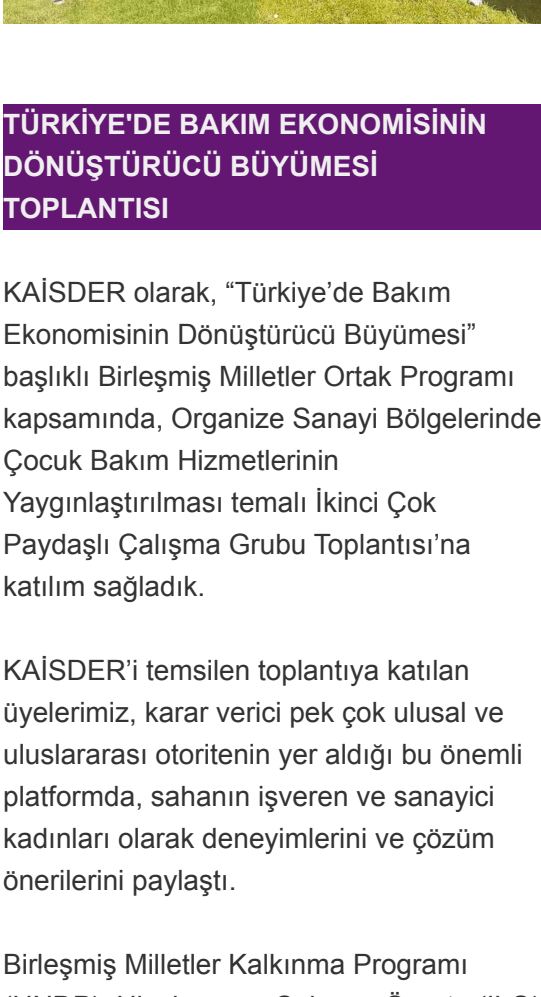 TÜRKİYE'DE BAKIM EKONOMİSİNİN
DÖNÜŞTÜRÜCÜ BÜYÜMESİ
TOPLANTISI
KAİSDER olarak, “Türkiye’de Bakım
Ekonomisinin Dönüştürücü Büyümesi”
başlıklı Birleşmiş Milletler Ortak Programı
kapsamında, Organize Sanayi Bölgelerinde
Çocuk Bakım Hizmetlerinin
Yaygınlaştırılması temalı İkinci Çok
Paydaşlı Çalışma Grubu Toplantısı’na
katılım sağladık.
KAİSDER’i temsilen toplantıya katılan
üyelerimiz, karar verici pek çok ulusal ve
uluslararası otoritenin yer aldığı bu önemli
platformda, sahanın işveren ve sanayici
kadınları olarak deneyimlerini ve çözüm
önerilerini paylaştı.
Birleşmiş Milletler Kalkınma Programı